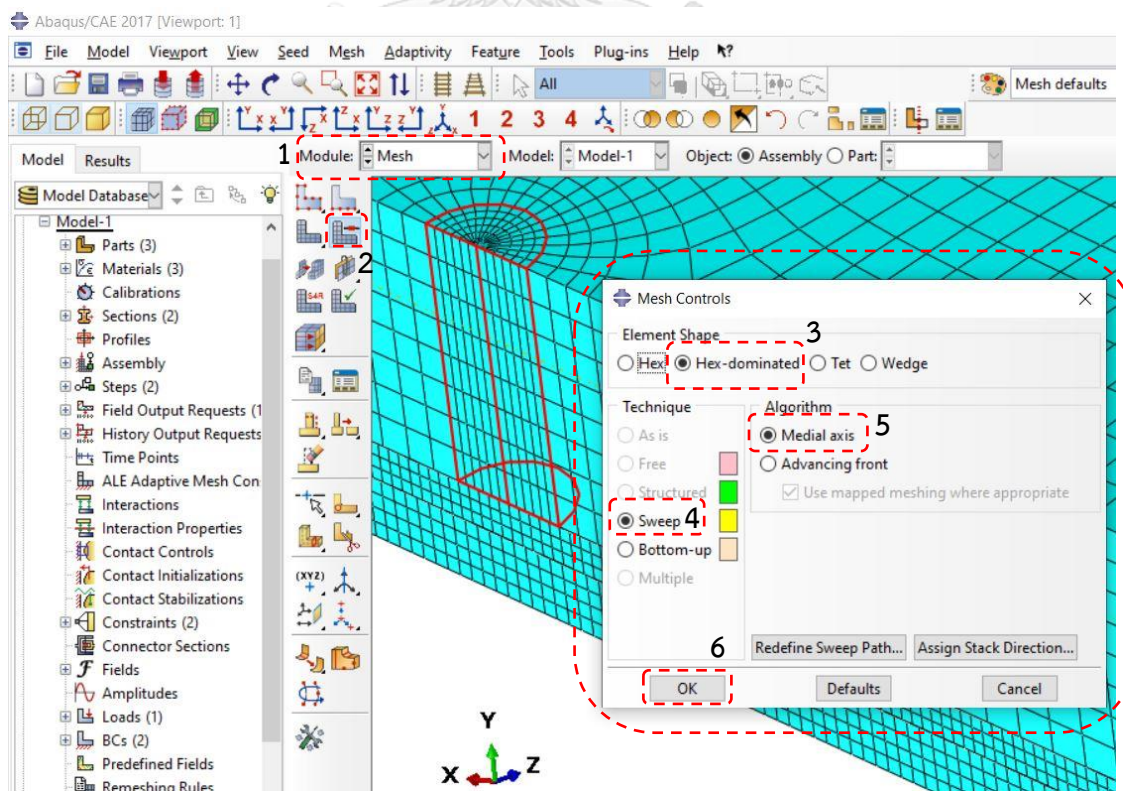 Abaqus/CAE 2017 [Viewport: 1]
File Model Viewport View Seed Mesh Adaptivity Feature Tools Plug-ins Help ?
All Mesh defaults
Y X Y X Z X Z X Y Z Z Y Z Y X 1 2 3 4
Model Results 1 Module: Mesh Model: Model-1 Object: Assembly Part:
Model Database
Model-1
Parts (3)
Materials (3)
Calibrations
Sections (2)
Profiles
Assembly
Steps (2)
Field Output Requests (1
History Output Requests
Time Points
ALE Adaptive Mesh Con
Interactions
Interaction Properties
Contact Controls
Contact Initializations
Contact Stabilizations
Constraints (2)
Connector Sections
Fields
Amplitudes
Loads (1)
BCs (2)
Predefined Fields
Remeshing Rules
2
S4R
(XYZ)
Mesh Controls
Element Shape 3
Hex Hex-dominated Tet Wedge
Technique
As is
Free
Structured
Sweep 4
Bottom-up
Multiple
Algorithm
Medial axis 5
Advancing front
Use mapped meshing where appropriate
Redefine Sweep Path... Assign Stack Direction...
6
OK Defaults Cancel
Y
X Z